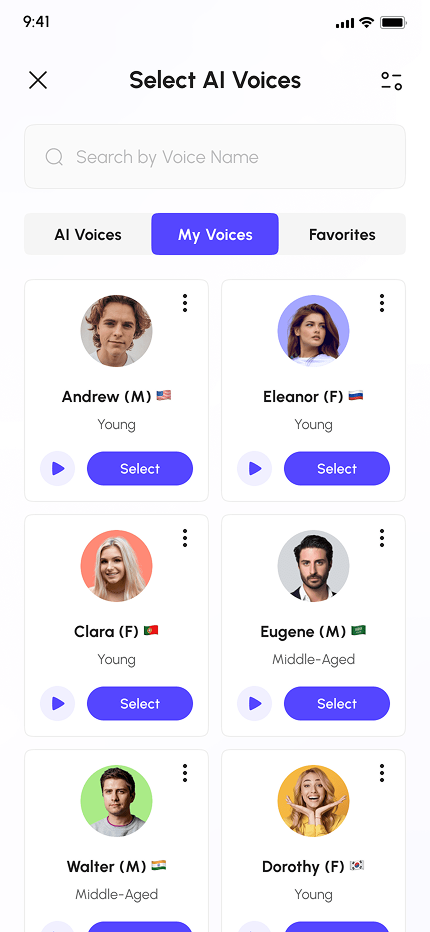 9:41
Select AI Voices
Search by Voice Name
AI Voices My Voices Favorites
Andrew (M) 🇺🇸 Eleanor (F) 🇷🇺
Young Young
Select Select
Clara (F) 🇵🇹 Eugene (M) 🇸🇦
Young Middle-Aged
Select Select
Walter (M) 🇮🇳 Dorothy (F) 🇰🇷
Middle-Aged Young